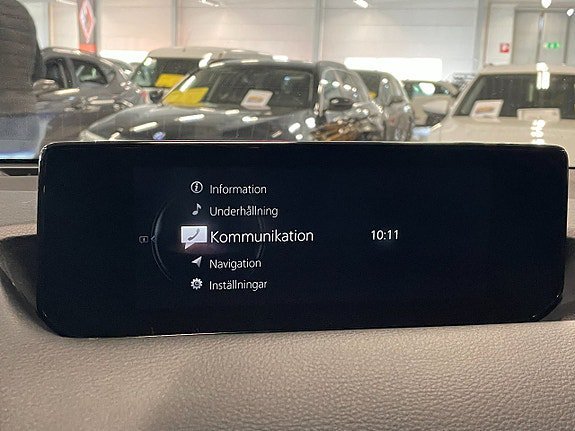 Information
Underhållning
Kommunikation
10:11
Navigation
Inställningar